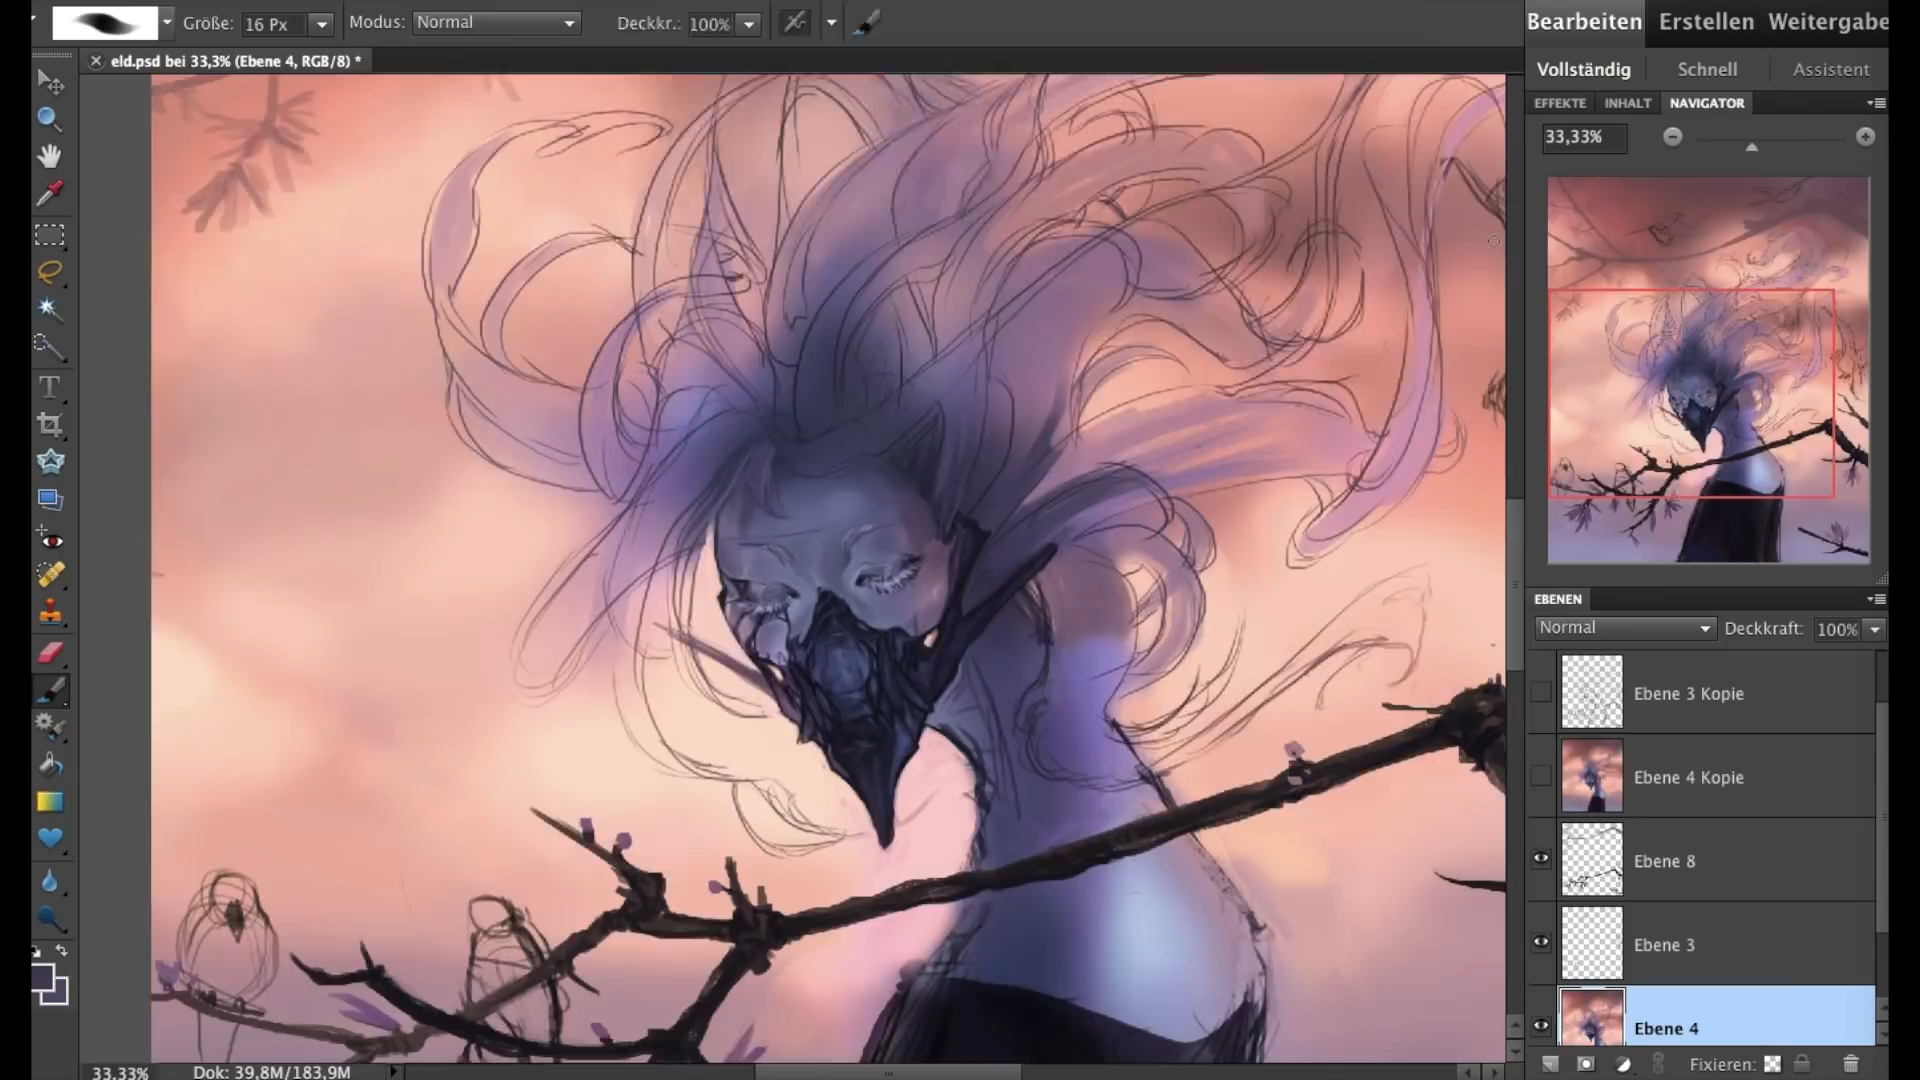 Größe: 16 Px Modus: Normal Deckkr.: 100%
Bearbeiten Erstellen Weitergabe
eld.psd bei 33,3% (Ebene 4, RGB/8) *
Vollständig Schnell Assistent
EFFEKTE INHALT NAVIGATOR
33,33%
EBENEN
Normal Deckkraft: 100%
Ebene 3 Kopie
Ebene 4 Kopie
Ebene 8
Ebene 3
Ebene 4
Fixieren:
33,33% Dok: 39,8M/183,9M